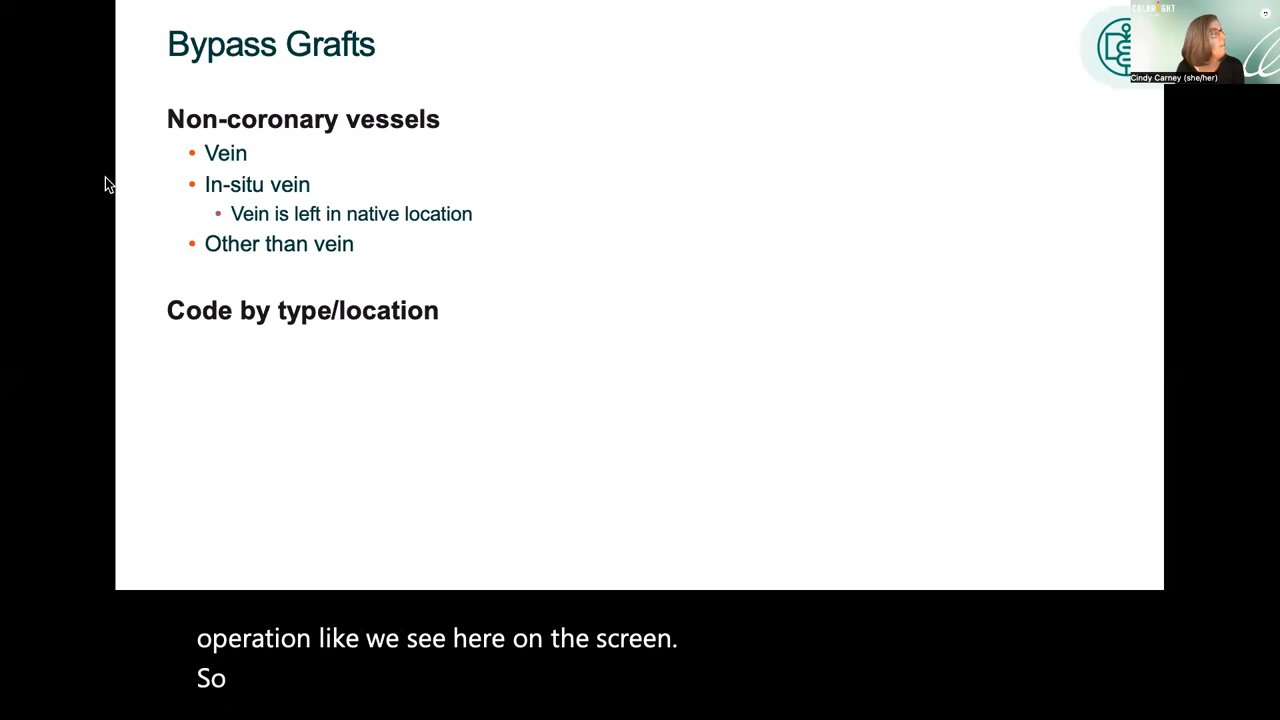 Bypass Grafts
CALBRIGHT
Cindy Carney (she/her)
Non-coronary vessels
• Vein
• In-situ vein
• Vein is left in native location
• Other than vein
Code by type/location
operation like we see here on the screen.
So